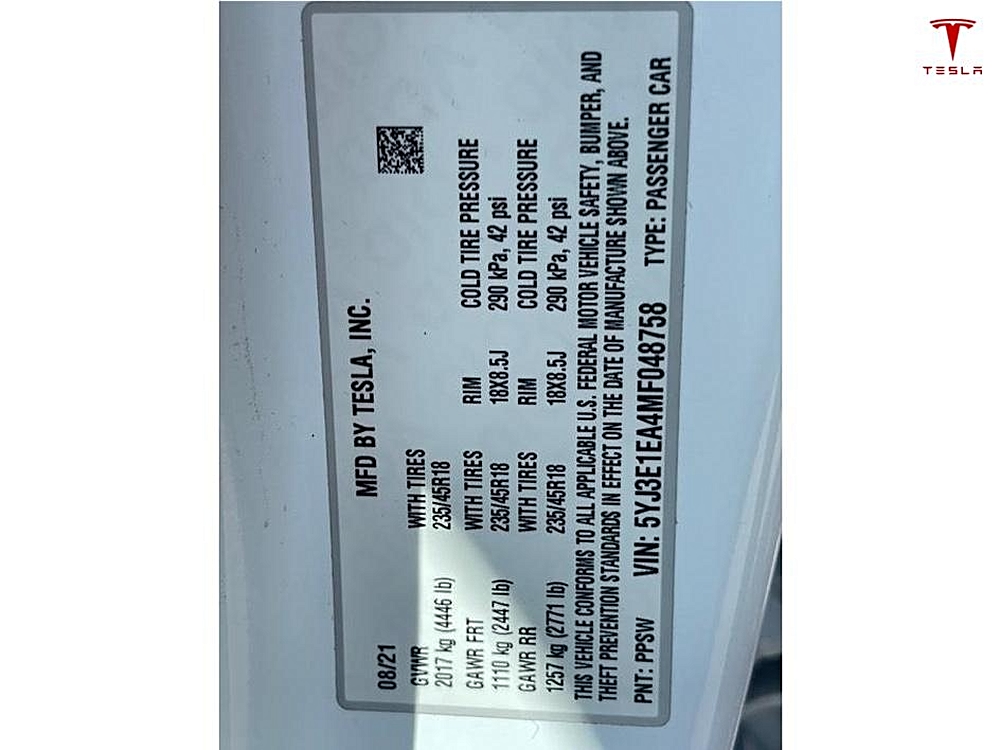 MFD BY TESLA, INC.
08/21
GVWR WITH TIRES
2017 kg (4446 lb) 235/45R18
GAWR FRT WITH TIRES RIM COLD TIRE PRESSURE
1110 kg (2447 lb) 235/45R18 18X8.5J 290 kPa, 42 psi
GAWR RR WITH TIRES RIM COLD TIRE PRESSURE
1257 kg (2771 lb) 235/45R18 18X8.5J 290 kPa, 42 psi
THIS VEHICLE CONFORMS TO ALL APPLICABLE U.S. FEDERAL MOTOR VEHICLE SAFETY, BUMPER, AND
THEFT PREVENTION STANDARDS IN EFFECT ON THE DATE OF MANUFACTURE SHOWN ABOVE.
PNT: PPSW VIN: 5YJ3E1EA4MF048758 TYPE: PASSENGER CAR
TESLA